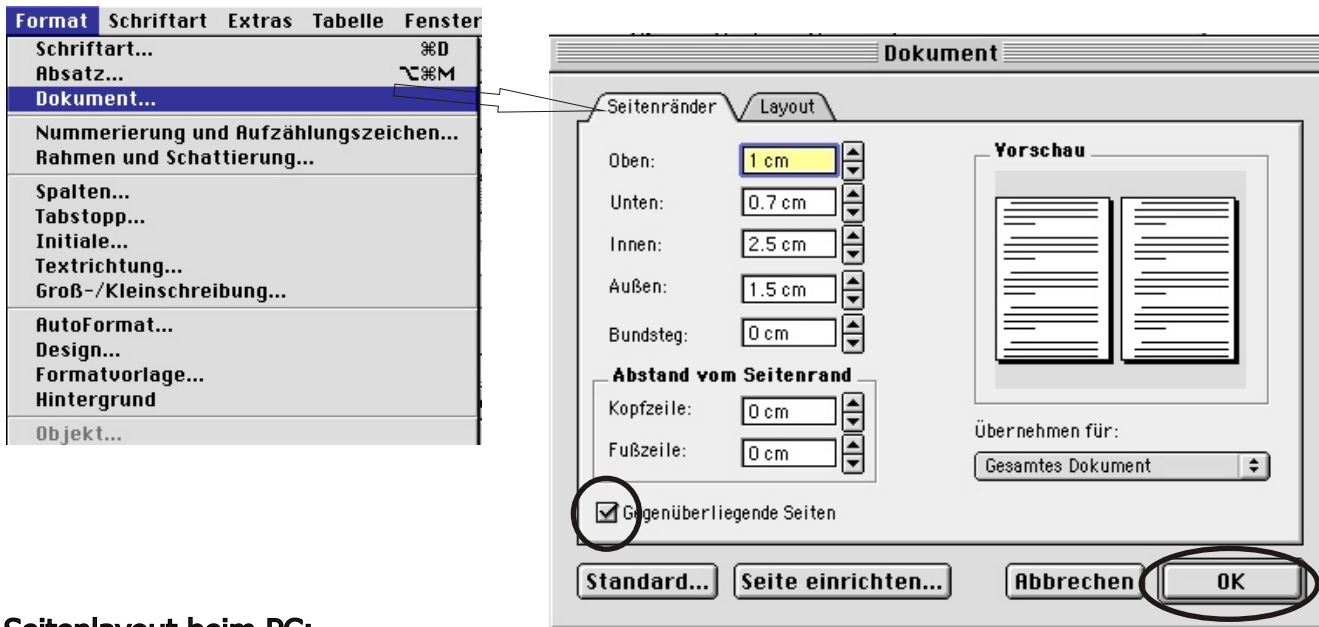 Format Schriftart Extras Tabelle Fenster
Schriftart... ⌘D
Absatz... ⌥⌘M
Dokument...
Nummerierung und Aufzählungszeichen...
Rahmen und Schattierung...
Spalten...
Tabstopp...
Initiale...
Textrichtung...
Groß-/Kleinschreibung...
AutoFormat...
Design...
Formatvorlage...
Hintergrund
Objekt...
Dokument
Seitenränder Layout
Oben: 1 cm
Unten: 0.7 cm
Innen: 2.5 cm
Außen: 1.5 cm
Bundsteg: 0 cm
Abstand vom Seitenrand
Kopfzeile: 0 cm
Fußzeile: 0 cm
Gegenüberliegende Seiten
Vorschau
Übernehmen für:
Gesamtes Dokument
Standard... Seite einrichten... Abbrechen OK
Seitenlayout beim PC: